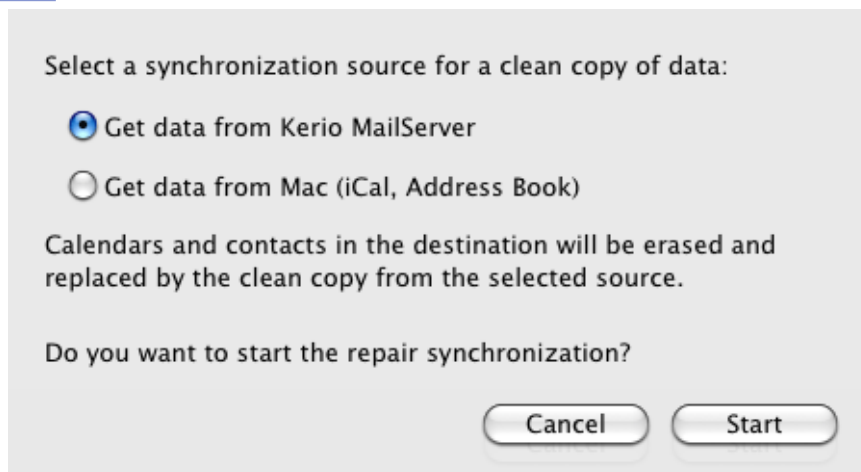 Select a synchronization source for a clean copy of data:
Get data from Kerio MailServer
Get data from Mac (iCal, Address Book)
Calendars and contacts in the destination will be erased and
replaced by the clean copy from the selected source.
Do you want to start the repair synchronization?
Cancel
Start